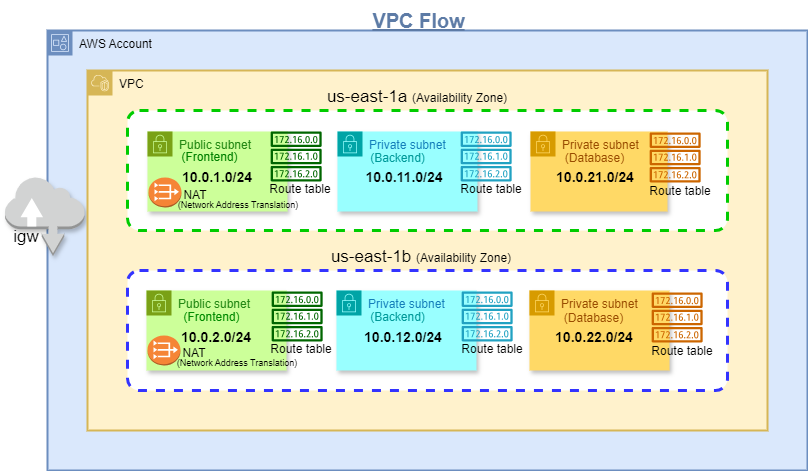 VPC Flow
AWS Account
VPC
us-east-1a (Availability Zone)
Public subnet
(Frontend)
10.0.1.0/24
NAT
(Network Address Translation)
172.16.0.0
172.16.1.0
172.16.2.0
Route table
Private subnet
(Backend)
10.0.11.0/24
172.16.0.0
172.16.1.0
172.16.2.0
Route table
Private subnet
(Database)
10.0.21.0/24
172.16.0.0
172.16.1.0
172.16.2.0
Route table
igw
us-east-1b (Availability Zone)
Public subnet
(Frontend)
10.0.2.0/24
NAT
(Network Address Translation)
172.16.0.0
172.16.1.0
172.16.2.0
Route table
Private subnet
(Backend)
10.0.12.0/24
172.16.0.0
172.16.1.0
172.16.2.0
Route table
Private subnet
(Database)
10.0.22.0/24
172.16.0.0
172.16.1.0
172.16.2.0
Route table